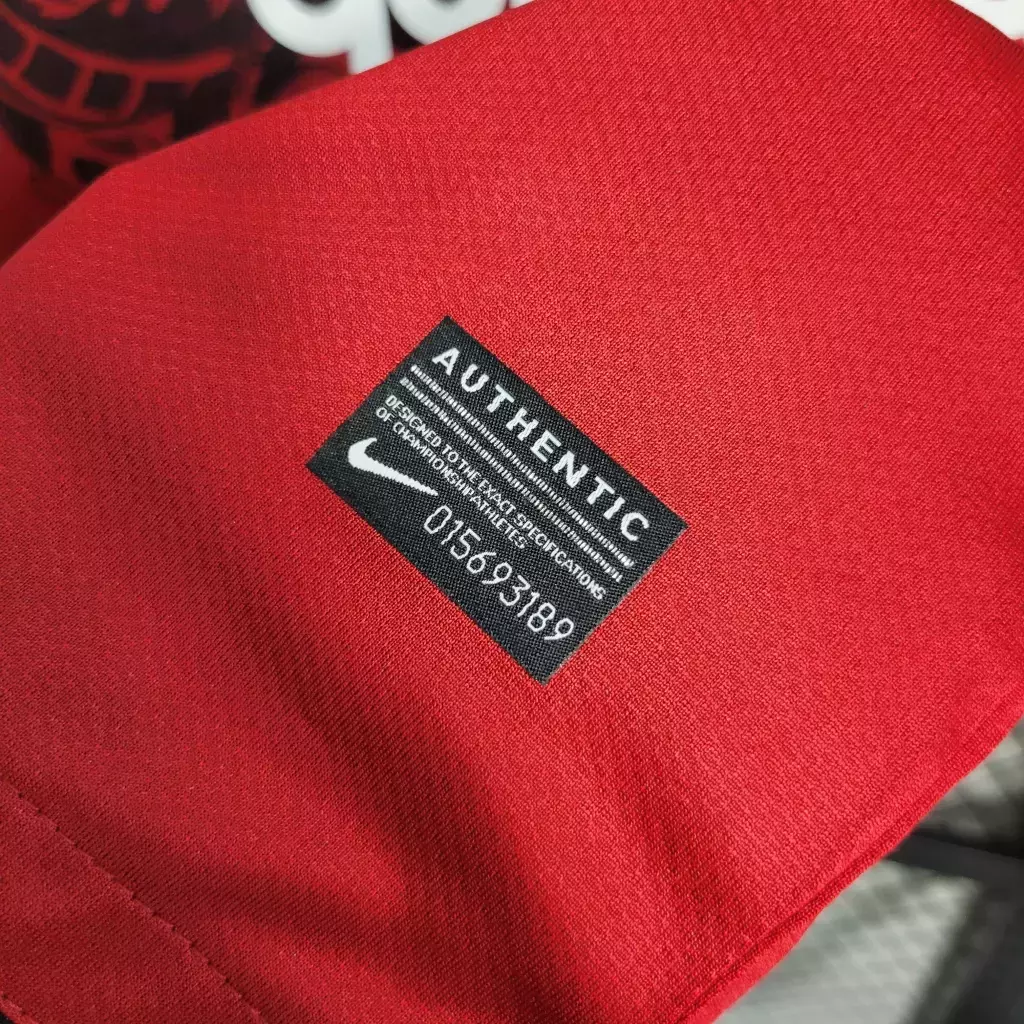 AUTHENTIC
DESIGNED TO THE EXACT SPECIFICATIONS
OF CHAMPIONSHIP ATHLETES
015693189